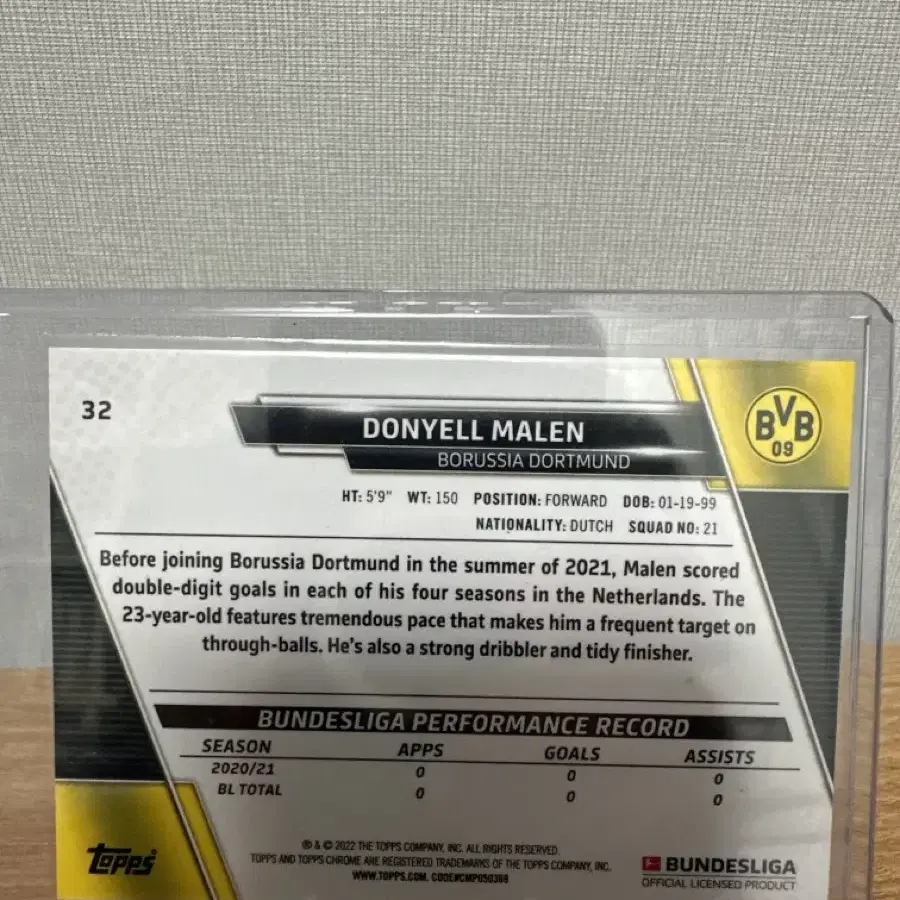 32
DONYELL MALEN
BORUSSIA DORTMUND
BVB
09
HT: 5'9" WT: 150 POSITION: FORWARD DOB: 01-19-99
NATIONALITY: DUTCH SQUAD NO: 21
Before joining Borussia Dortmund in the summer of 2021, Malen scored
double-digit goals in each of his four seasons in the Netherlands. The
23-year-old features tremendous pace that makes him a frequent target on
through-balls. He's also a strong dribbler and tidy finisher.
BUNDESLIGA PERFORMANCE RECORD
SEASON APPS GOALS ASSISTS
2020/21 0 0 0
BL TOTAL 0 0 0
® & © 2022 THE TOPPS COMPANY, INC. ALL RIGHTS RESERVED.
TOPPS AND TOPPS CHROME ARE REGISTERED TRADEMARKS OF THE TOPPS COMPANY, INC.
WWW.TOPPS.COM. CODE#CMP050369
topps®
BUNDESLIGA
OFFICIAL LICENSED PRODUCT